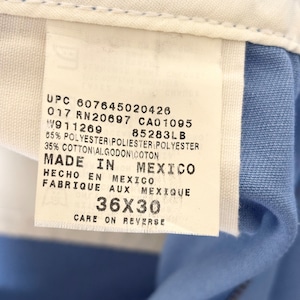 UPC 607645020426
017 RN20697 CA01095
W911269 85283LB
65% POLYESTER\POLIESTER\POLYESTER
35% COTTON\ALGODON\COTON
MADE IN MEXICO
HECHO EN MEXICO
FABRIQUE AUX MEXIQUE
36X30
CARE ON REVERSE